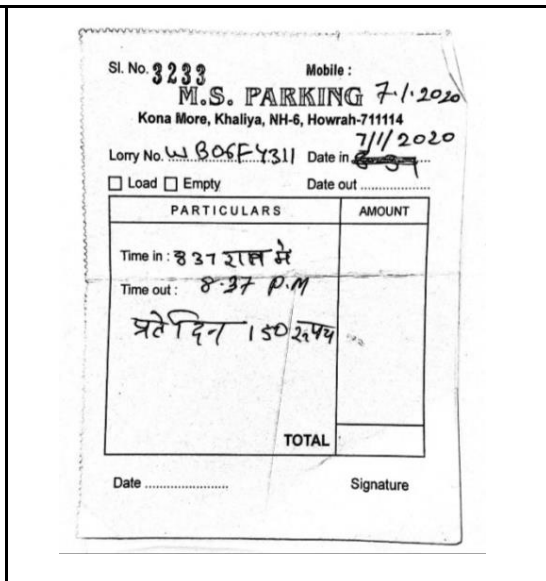 Sl. No. 3233 Mobile :
M.S. PARKING 7.1.2020
Kona More, Khaliya, NH-6, Howrah-711114
7/1/2020
Lorry No. WB06F4311 Date in
Load Empty Date out
PARTICULARS AMOUNT
Time in : 837 रात मे
Time out : 8.37 P.M
प्रतेदिन 150 रुपय
TOTAL
Date Signature